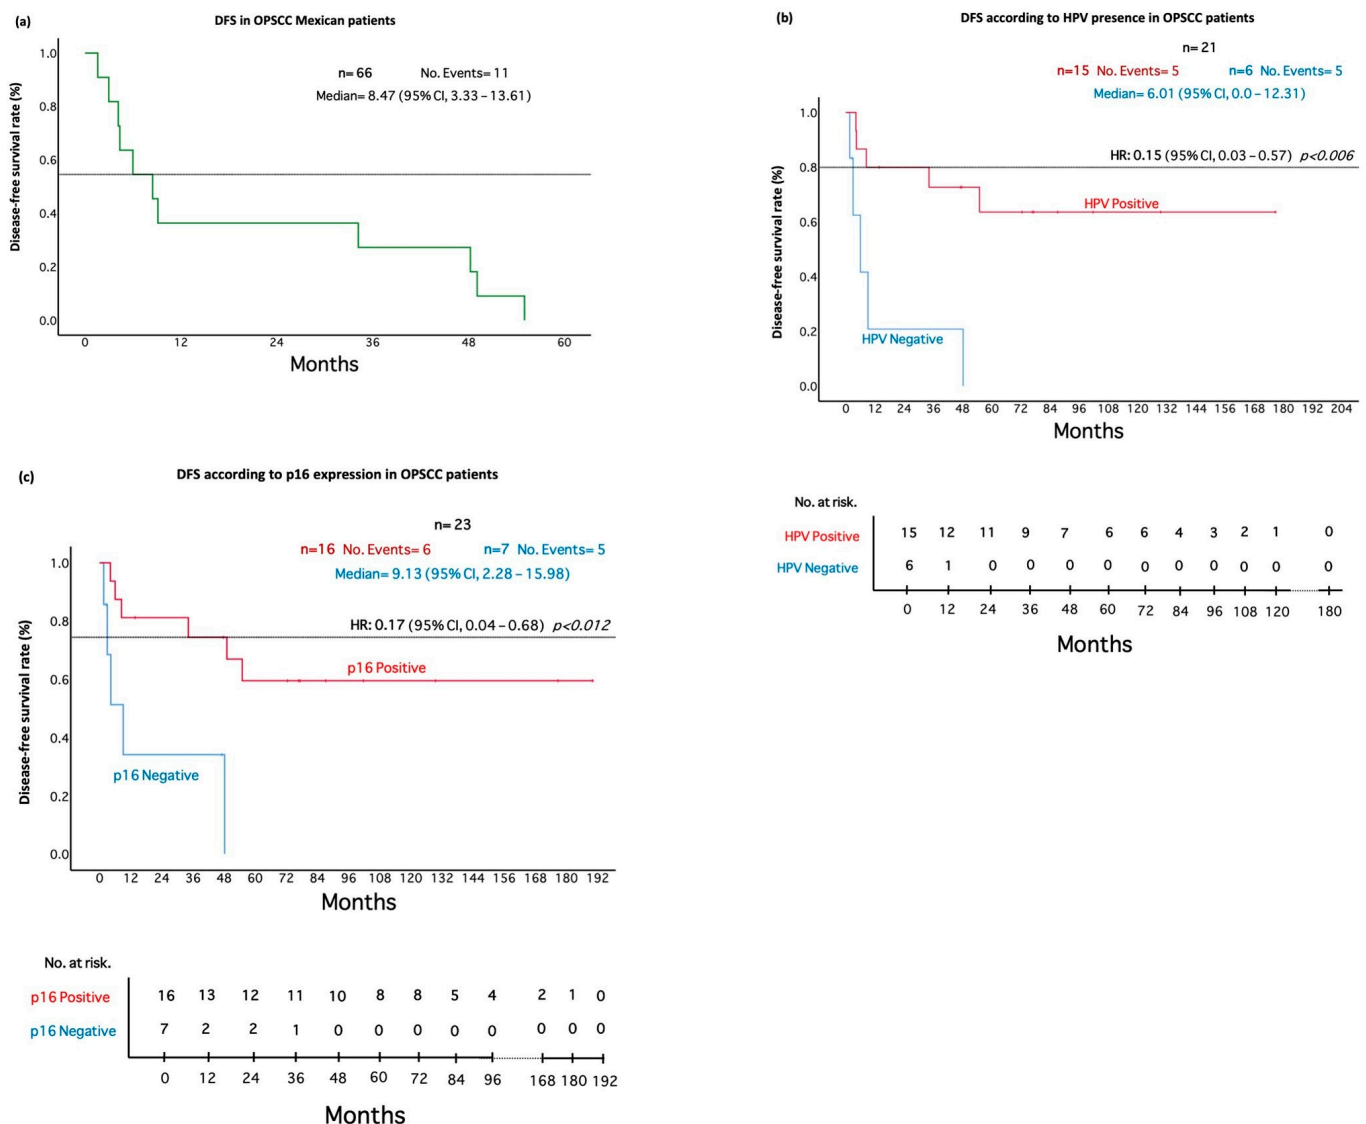 (a)
DFS in OPSCC Mexican patients
n= 66 No. Events= 11
Median= 8.47 (95% CI, 3.33 – 13.61)
Disease-free survival rate (%)
1.0
0.8
0.6
0.4
0.2
0.0
0 12 24 36 48 60
Months
(b)
DFS according to HPV presence in OPSCC patients
n= 21
n=15 No. Events= 5 n=6 No. Events= 5
Median= 6.01 (95% CI, 0.0 – 12.31)
HR: 0.15 (95% CI, 0.03 – 0.57) p<0.006
Disease-free survival rate (%)
1.0
0.8
0.6
0.4
0.2
0.0
HPV Positive
HPV Negative
0 12 24 36 48 60 72 84 96 108 120 132 144 156 168 180 192 204
Months
No. at risk.
HPV Positive 15 12 11 9 7 6 6 4 3 2 1 0
HPV Negative 6 1 0 0 0 0 0 0 0 0 0 0
0 12 24 36 48 60 72 84 96 108 120 180
Months
(c)
DFS according to p16 expression in OPSCC patients
n= 23
n=16 No. Events= 6 n=7 No. Events= 5
Median= 9.13 (95% CI, 2.28 – 15.98)
HR: 0.17 (95% CI, 0.04 – 0.68) p<0.012
Disease-free survival rate (%)
1.0
0.8
0.6
0.4
0.2
0.0
p16 Positive
p16 Negative
0 12 24 36 48 60 72 84 96 108 120 132 144 156 168 180 192
Months
No. at risk.
p16 Positive 16 13 12 11 10 8 8 5 4 2 1 0
p16 Negative 7 2 2 1 0 0 0 0 0 0 0 0
0 12 24 36 48 60 72 84 96 168 180 192
Months